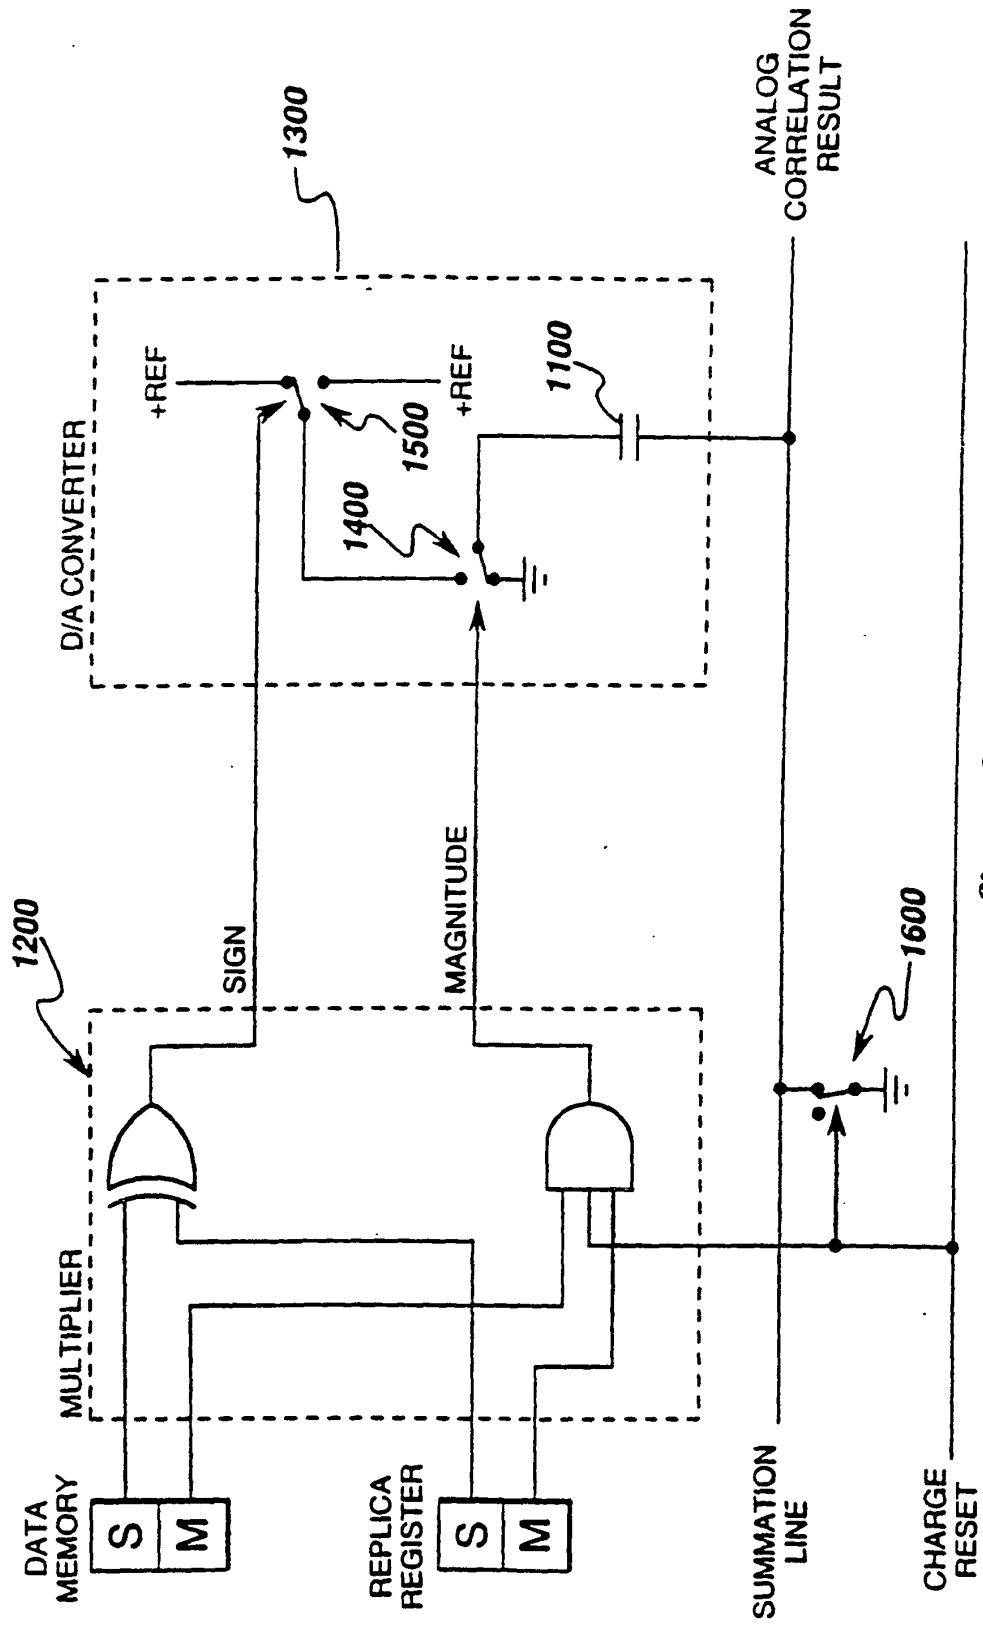 1200
MULTIPLIER
DATA
MEMORY
S
M
REPLICA
REGISTER
S
M
SIGN
MAGNITUDE
D/A CONVERTER
1300
+REF
+REF
1500
1400
1100
SUMMATION
LINE
1600
ANALOG
CORRELATION
RESULT
CHARGE
RESET